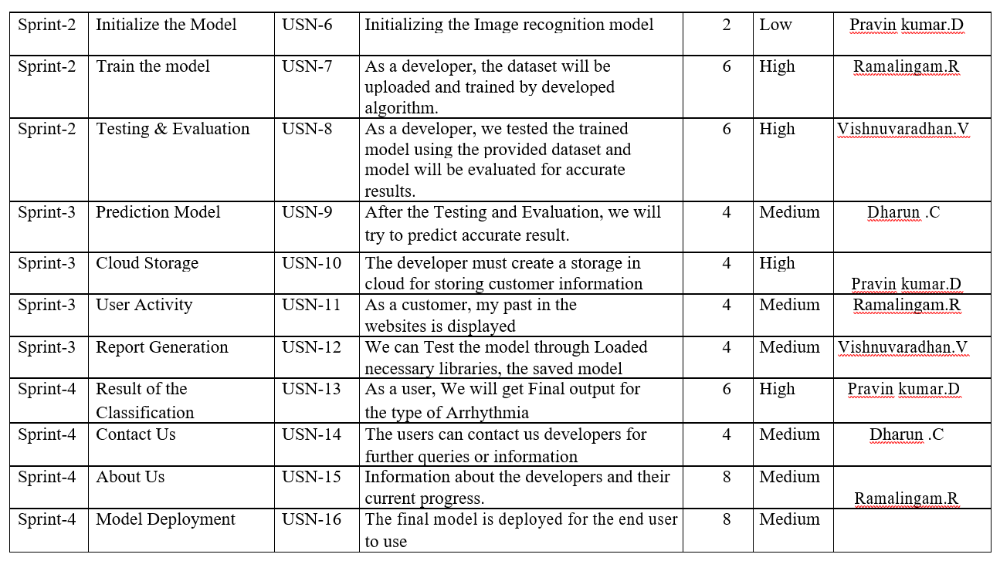 Sprint-2 Initialize the Model USN-6 Initializing the Image recognition model 2 Low Pravin kumar.D
Sprint-2 Train the model USN-7 As a developer, the dataset will be 6 High Ramalingam.R
uploaded and trained by developed
algorithm.
Sprint-2 Testing & Evaluation USN-8 As a developer, we tested the trained 6 High Vishnuvaradhan.V
model using the provided dataset and
model will be evaluated for accurate
results.
Sprint-3 Prediction Model USN-9 After the Testing and Evaluation, we will 4 Medium Dharun .C
try to predict accurate result.
Sprint-3 Cloud Storage USN-10 The developer must create a storage in 4 High
cloud for storing customer information Pravin kumar.D
Sprint-3 User Activity USN-11 As a customer, my past in the 4 Medium Ramalingam.R
websites is displayed
Sprint-3 Report Generation USN-12 We can Test the model through Loaded 4 Medium Vishnuvaradhan.V
necessary libraries, the saved model
Sprint-4 Result of the USN-13 As a user, We will get Final output for 6 High Pravin kumar.D
Classification the type of Arrhythmia
Sprint-4 Contact Us USN-14 The users can contact us developers for 4 Medium Dharun .C
further queries or information
Sprint-4 About Us USN-15 Information about the developers and their 8 Medium
current progress. Ramalingam.R
Sprint-4 Model Deployment USN-16 The final model is deployed for the end user 8 Medium
to use